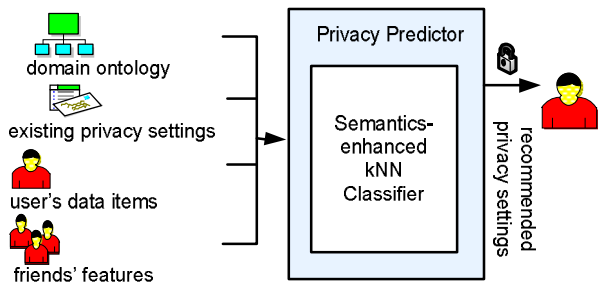 domain ontology
existing privacy settings
user's data items
friends' features
Privacy Predictor
Semantics-
enhanced
kNN
Classifier
recommended
privacy settings